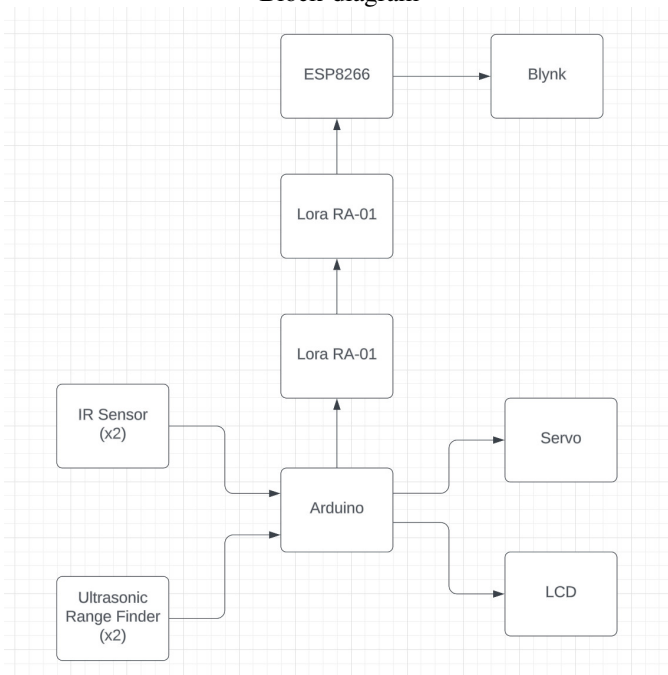 Block diagram
ESP8266
Blynk
Lora RA-01
Lora RA-01
IR Sensor
(x2)
Servo
Arduino
Ultrasonic
Range Finder
(x2)
LCD